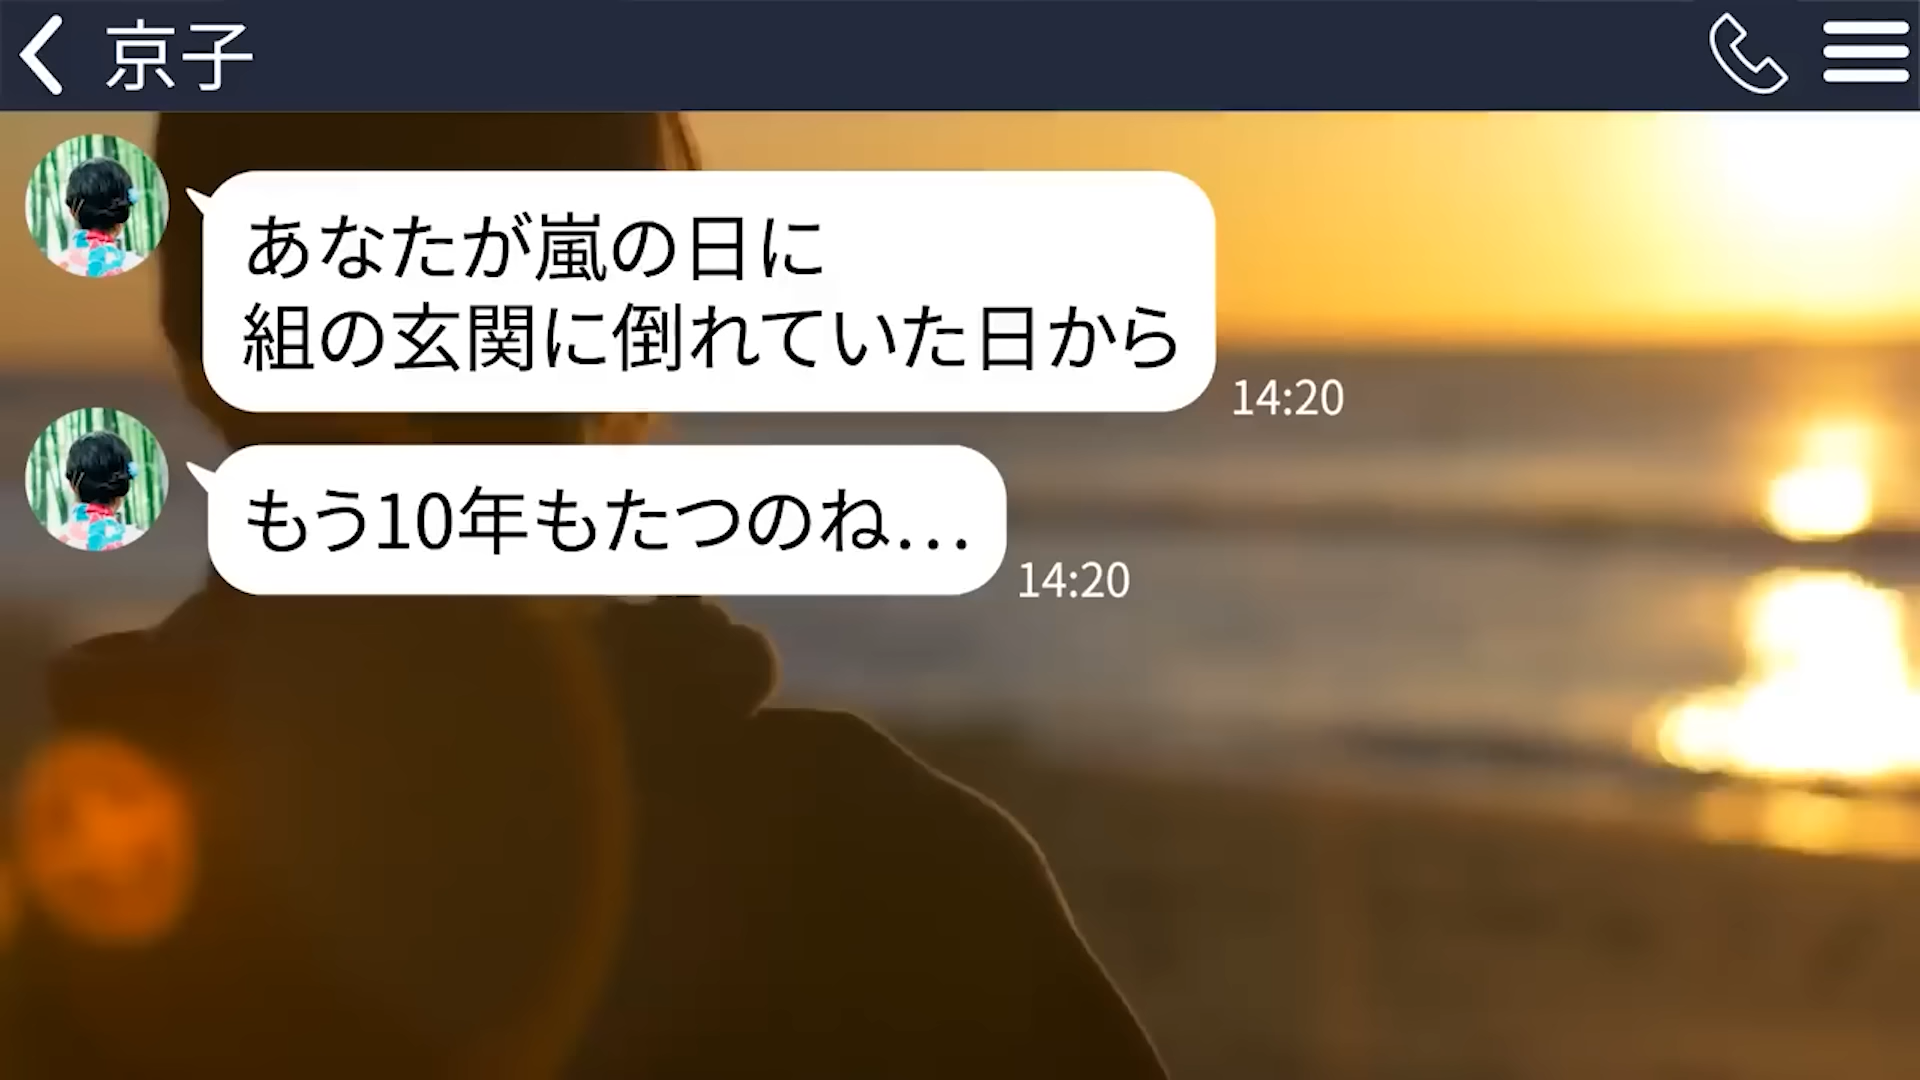 京子
あなたが嵐の日に
組の玄関に倒れていた日から
14:20
もう10年もたつのね…
14:20